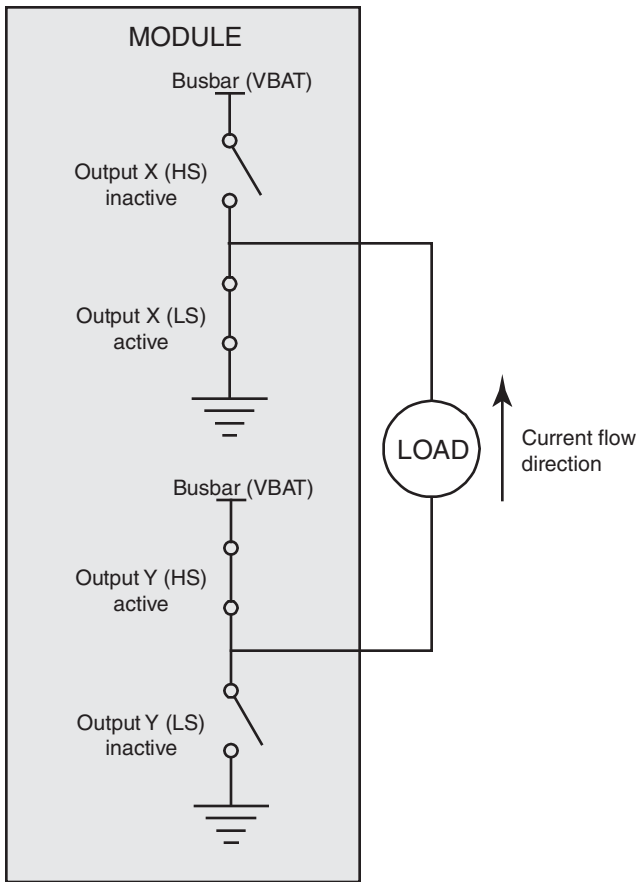 MODULE
Busbar (VBAT)
Output X (HS)
inactive
Output X (LS)
active
LOAD
Current flow
direction
Busbar (VBAT)
Output Y (HS)
active
Output Y (LS)
inactive